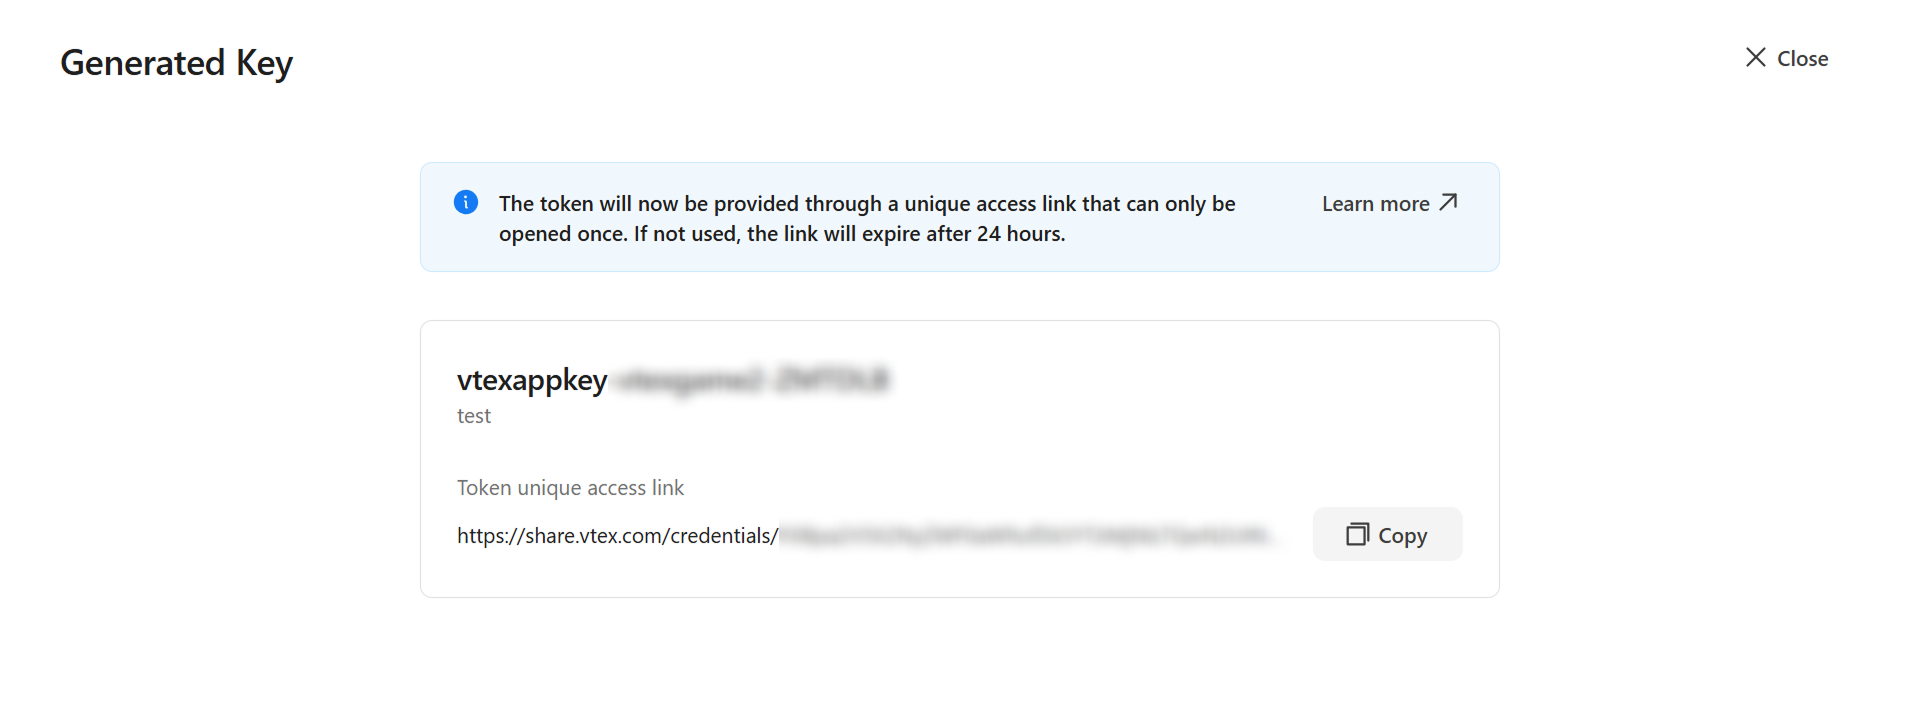 Generated Key
Close
The token will now be provided through a unique access link that can only be
opened once. If not used, the link will expire after 24 hours.
Learn more
vtexappkey
test
Token unique access link
https://share.vtex.com/credentials/
Copy